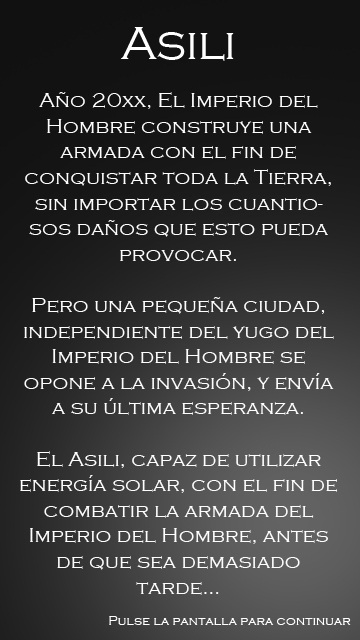 Asili
Año 20xx, El Imperio del
Hombre construye una
armada con el fin de
conquistar toda la Tierra,
sin importar los cuantio-
sos daños que esto pueda
provocar.
Pero una pequeña ciudad,
independiente del yugo del
Imperio del Hombre se
opone a la invasión, y envía
a su última esperanza.
El Asili, capaz de utilizar
energía solar, con el fin de
combatir la armada del
Imperio del Hombre, antes
de que sea demasiado
tarde...
Pulse la pantalla para continuar